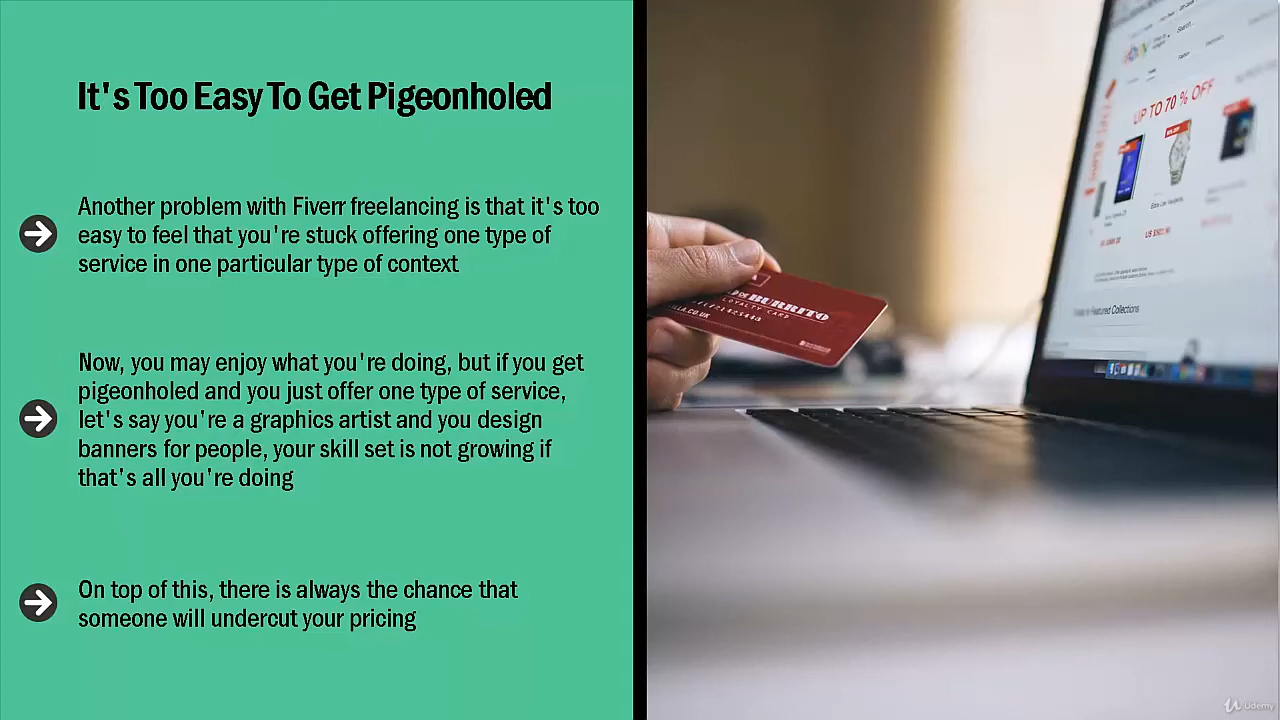 It's Too Easy To Get Pigeonholed
Another problem with Fiverr freelancing is that it's too
easy to feel that you're stuck offering one type of
service in one particular type of context
Now, you may enjoy what you're doing, but if you get
pigeonholed and you just offer one type of service,
let's say you're a graphics artist and you design
banners for people, your skill set is not growing if
that's all you're doing
On top of this, there is always the chance that
someone will undercut your pricing
ebay
UP TO 70 % OFF
Featured Collections
BURRITO
LOYALTY CARD
Udemy